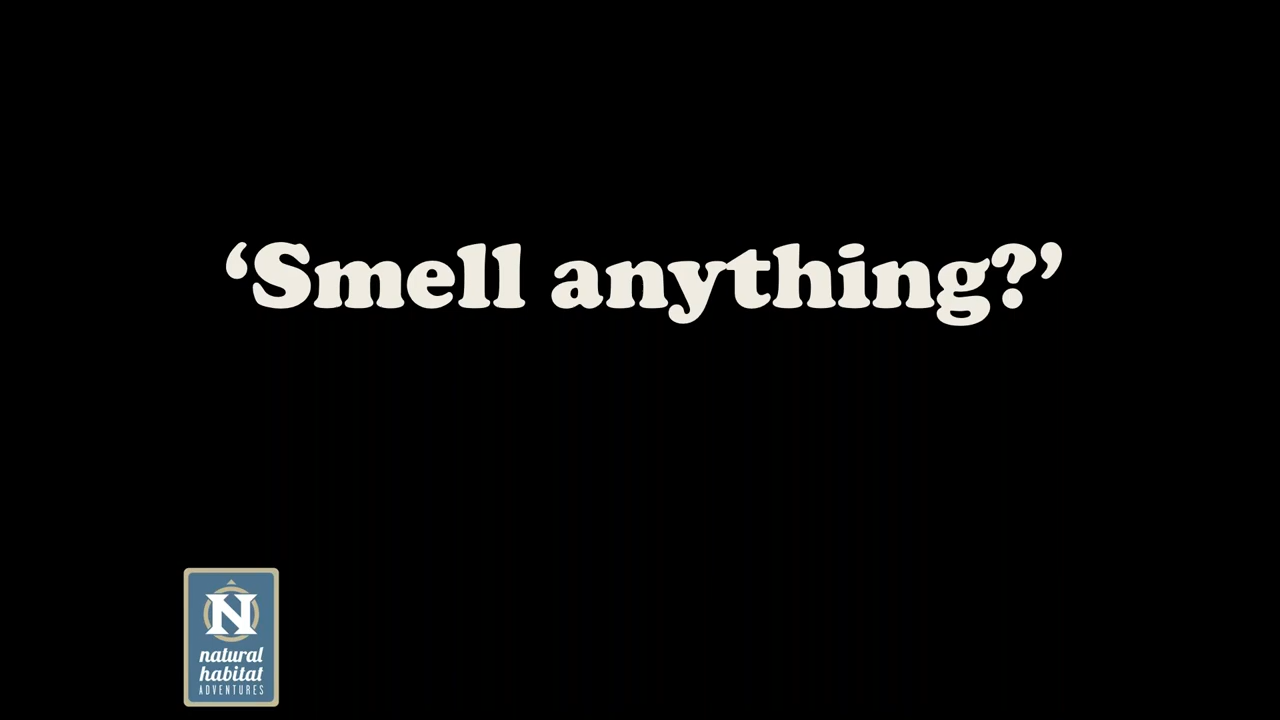 ‘Smell anything?’
N
natural
habitat
ADVENTURES